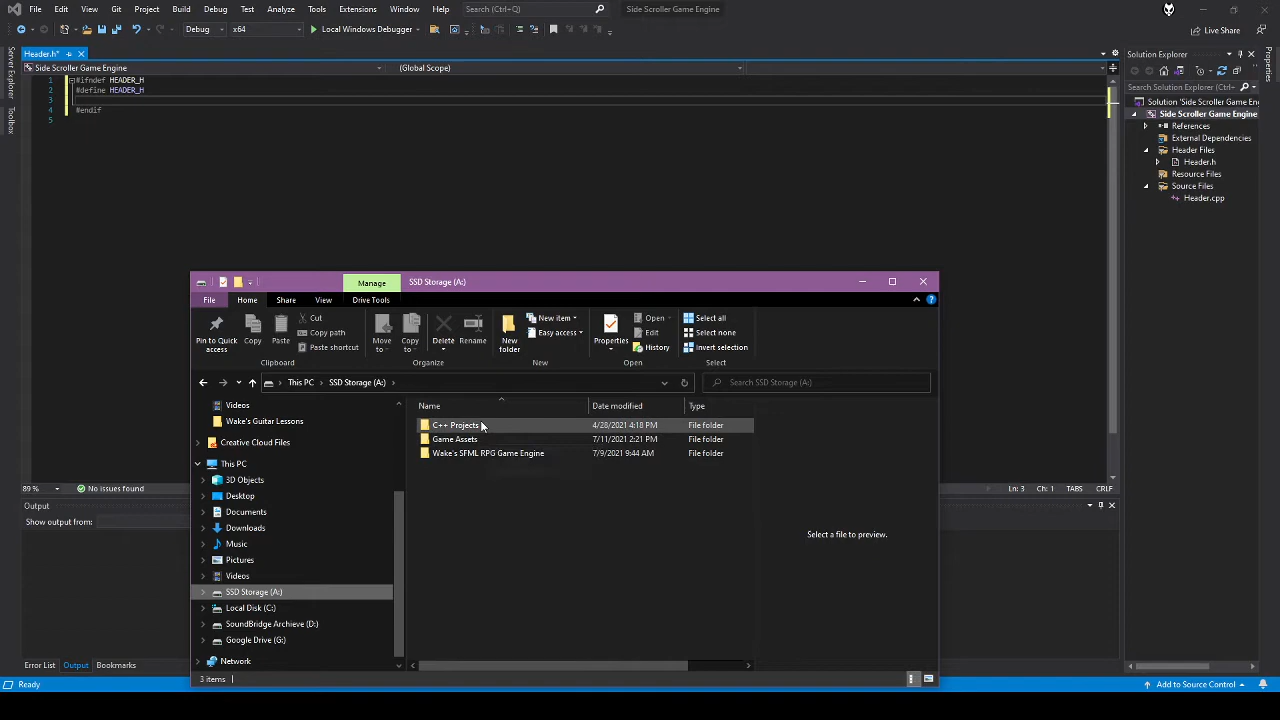 File Edit View Git Project Build Debug Test Analyze Tools Extensions Window Help Search (Ctrl+Q) Side Scroller Game Engine
Debug x64 Local Windows Debugger Live Share
Header.h*
Side Scroller Game Engine (Global Scope)
Server Explorer
Toolbox
1 #ifndef HEADER_H
2 #define HEADER_H
3
4 #endif
5
Solution Explorer
Search Solution Explorer (Ctrl+
Solution 'Side Scroller Game En
Side Scroller Game Engine
References
External Dependencies
Header Files
Header.h
Resource Files
Source Files
Header.cpp
Properties
Manage SSD Storage (A:)
File Home Share View Drive Tools
Pin to Quick access
Copy
Paste
Cut
Copy path
Paste shortcut
Move to
Copy to
Delete
Rename
New folder
New item
Easy access
Properties
Open
Edit
History
Select all
Select none
Invert selection
Clipboard Organize New Open Select
This PC SSD Storage (A:) Search SSD Storage (A:)
Videos
Wake's Guitar Lessons
Creative Cloud Files
This PC
3D Objects
Desktop
Documents
Downloads
Music
Pictures
Videos
SSD Storage (A:)
Local Disk (C:)
SoundBridge Archieve (D:)
Google Drive (G:)
Network
Name Date modified Type
C++ Projects 4/28/2021 4:18 PM File folder
Game Assets 7/11/2021 2:21 PM File folder
Wake's SFML RPG Game Engine 7/9/2021 9:44 AM File folder
Select a file to preview.
3 items
89 % No issues found Ln: 3 Ch: 1 TABS CRLF
Output
Show output from:
Error List Output Bookmarks
Ready Add to Source Control